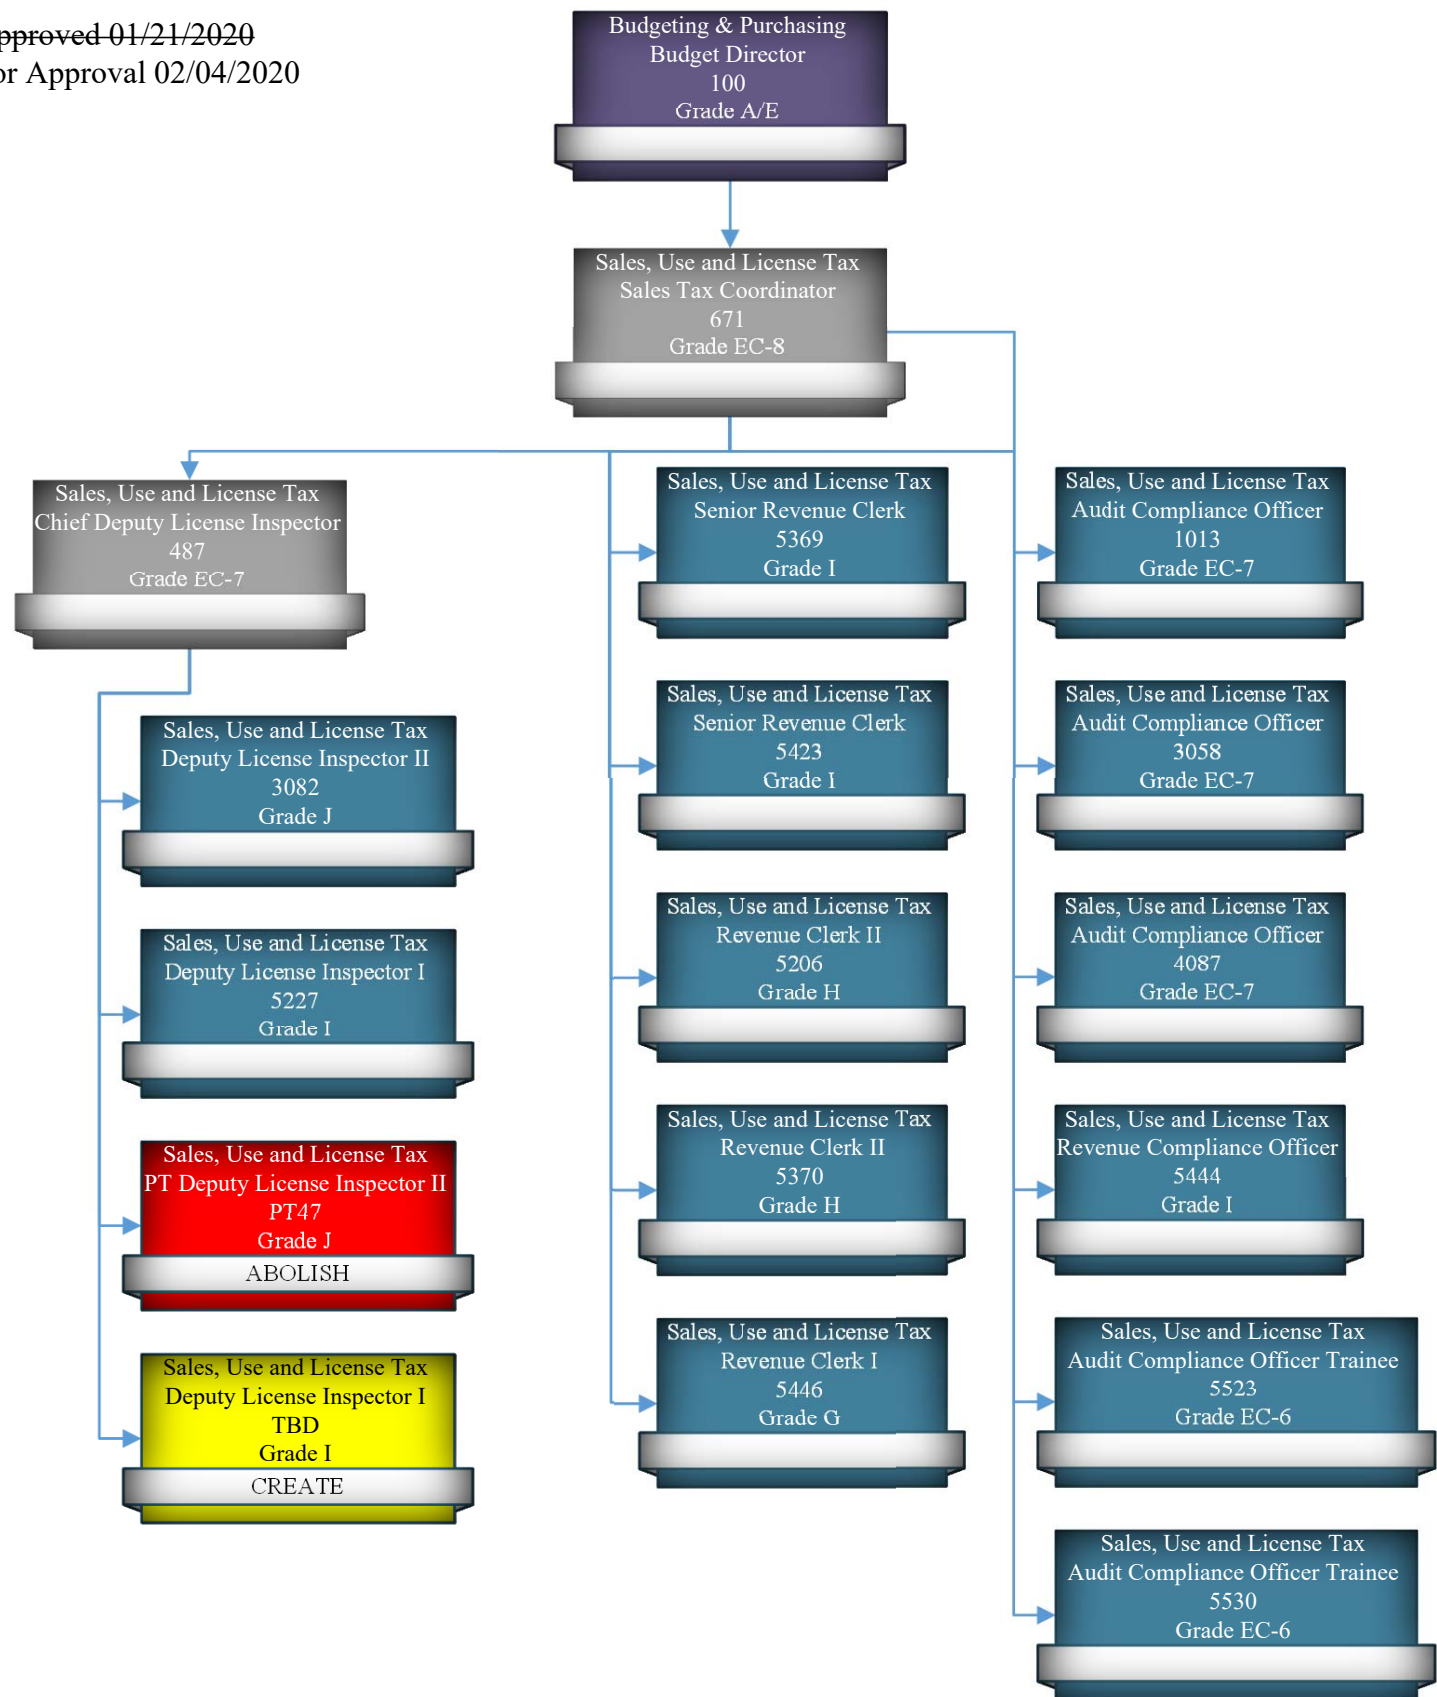 pproved 01/21/2020
or Approval 02/04/2020
Budgeting & Purchasing
Budget Director
100
Grade A/E
Sales, Use and License Tax
Sales Tax Coordinator
671
Grade EC-8
Sales, Use and License Tax
Chief Deputy License Inspector
487
Grade EC-7
Sales, Use and License Tax
Deputy License Inspector II
3082
Grade J
Sales, Use and License Tax
Deputy License Inspector I
5227
Grade I
Sales, Use and License Tax
PT Deputy License Inspector II
PT47
Grade J
ABOLISH
Sales, Use and License Tax
Deputy License Inspector I
TBD
Grade I
CREATE
Sales, Use and License Tax
Senior Revenue Clerk
5369
Grade I
Sales, Use and License Tax
Senior Revenue Clerk
5423
Grade I
Sales, Use and License Tax
Revenue Clerk II
5206
Grade H
Sales, Use and License Tax
Revenue Clerk II
5370
Grade H
Sales, Use and License Tax
Revenue Clerk I
5446
Grade G
Sales, Use and License Tax
Audit Compliance Officer
1013
Grade EC-7
Sales, Use and License Tax
Audit Compliance Officer
3058
Grade EC-7
Sales, Use and License Tax
Audit Compliance Officer
4087
Grade EC-7
Sales, Use and License Tax
Revenue Compliance Officer
5444
Grade I
Sales, Use and License Tax
Audit Compliance Officer Trainee
5523
Grade EC-6
Sales, Use and License Tax
Audit Compliance Officer Trainee
5530
Grade EC-6